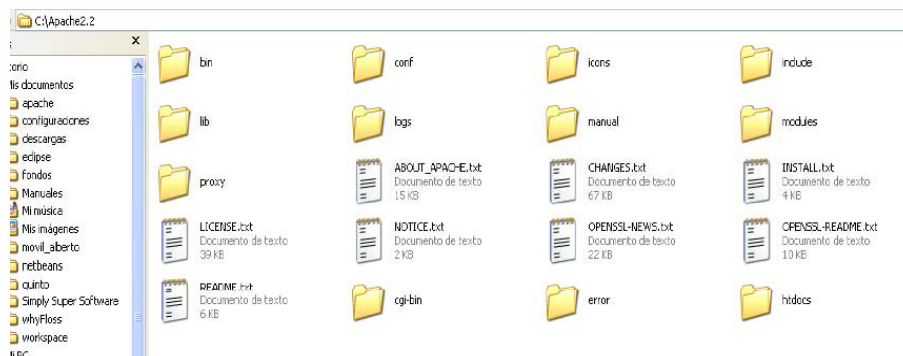 C:\Apache2.2
x
torio
Mis documentos
apache
configuraciones
descargas
eclipse
fondos
Manuales
Mi música
Mis imágenes
movil_alberto
netbeans
quinto
Simply Super Software
whyFloss
workspace
Mi PC
bin
conf
icons
include
lib
logs
manual
modules
proxy
ABOUT_APACHE.txt
Documento de texto
15 KB
CHANGES.txt
Documento de texto
67 KB
INSTALL.txt
Documento de texto
4 KB
LICENSE.txt
Documento de texto
39 KB
NOTICE.txt
Documento de texto
2 KB
OPENSSL-NEWS.txt
Documento de texto
22 KB
OPENSSL-README.txt
Documento de texto
10 KB
README.txt
Documento de texto
6 KB
cgi-bin
error
htdocs